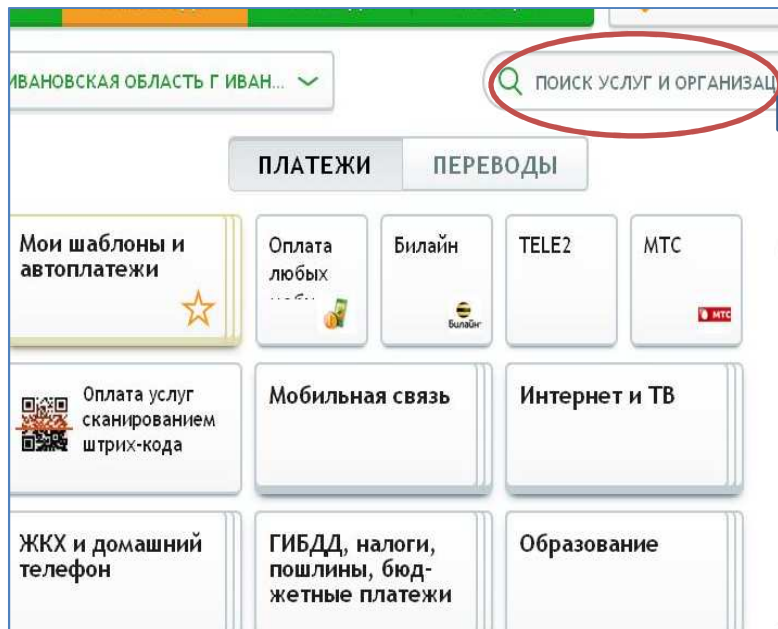 ИВАНОВСКАЯ ОБЛАСТЬ Г ИВАН...
ПОИСК УСЛУГ И ОРГАНИЗАЦ
ПЛАТЕЖИ
ПЕРЕВОДЫ
Мои шаблоны и
автоплатежи
Оплата
любых
Билайн
Билайн
TELE2
МТС
МТС
Оплата услуг
сканированием
штрих-кода
Мобильная связь
Интернет и ТВ
ЖКХ и домашний
телефон
ГИБДД, налоги,
пошлины, бюд-
жетные платежи
Образование